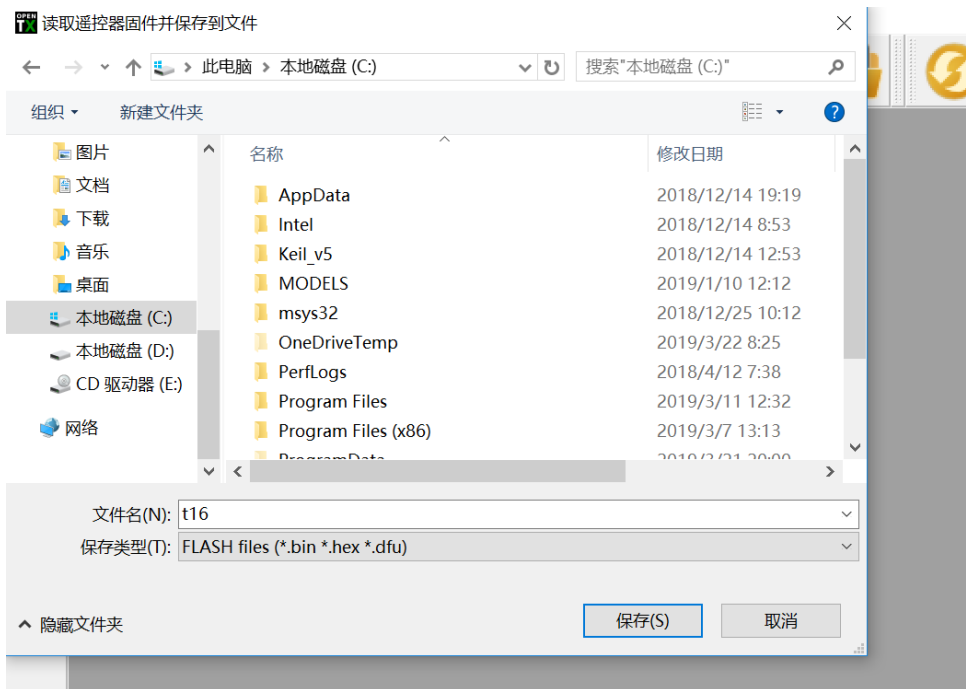 OPEN TX 读取遥控器固件并保存到文件
此电脑 > 本地磁盘 (C:) 搜索"本地磁盘 (C:)"
组织 新建文件夹 ?
名称 修改日期
图片
文档
下载
音乐
桌面
本地磁盘 (C:)
本地磁盘 (D:)
CD 驱动器 (E:)
网络
AppData 2018/12/14 19:19
Intel 2018/12/14 8:53
Keil_v5 2018/12/14 12:53
MODELS 2019/1/10 12:12
msys32 2018/12/25 10:12
OneDriveTemp 2019/3/22 8:25
PerfLogs 2018/4/12 7:38
Program Files 2019/3/11 12:32
Program Files (x86) 2019/3/7 13:13
ProgramData 2019/3/21 20:00
文件名(N): t16
保存类型(T): FLASH files (*.bin *.hex *.dfu)
隐藏文件夹 保存(S) 取消